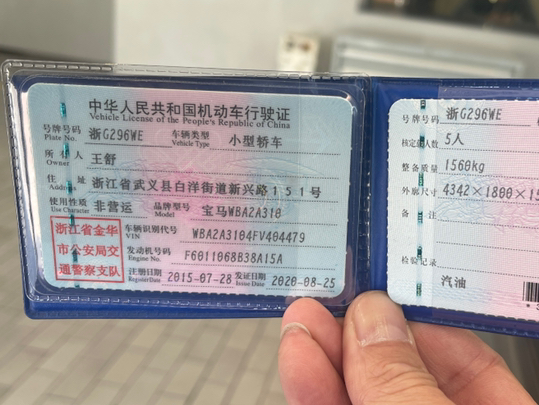 中华人民共和国机动车行驶证
Vehicle License of the People's Republic of China
号牌号码 浙G296WE 车辆类型 小型轿车
Plate No. Vehicle Type
所有人 王舒
Owner
住址 浙江省武义县白洋街道新兴路151号
Address
使用性质 非营运 品牌型号 宝马WBA2A310
Use Character Model
浙江省金华
市公安局交
通警察支队
车辆识别代号 WBA2A3104FV404479
VIN
发动机号码 F6011068B38A15A
Engine No.
注册日期 2015-07-28 发证日期 2020-08-25
Register Date Issue Date
号牌号码 浙G296WE
核定载人数 5人
整备质量 1560kg
外廓尺寸 4342×1800×15
备注
检验记录
汽油